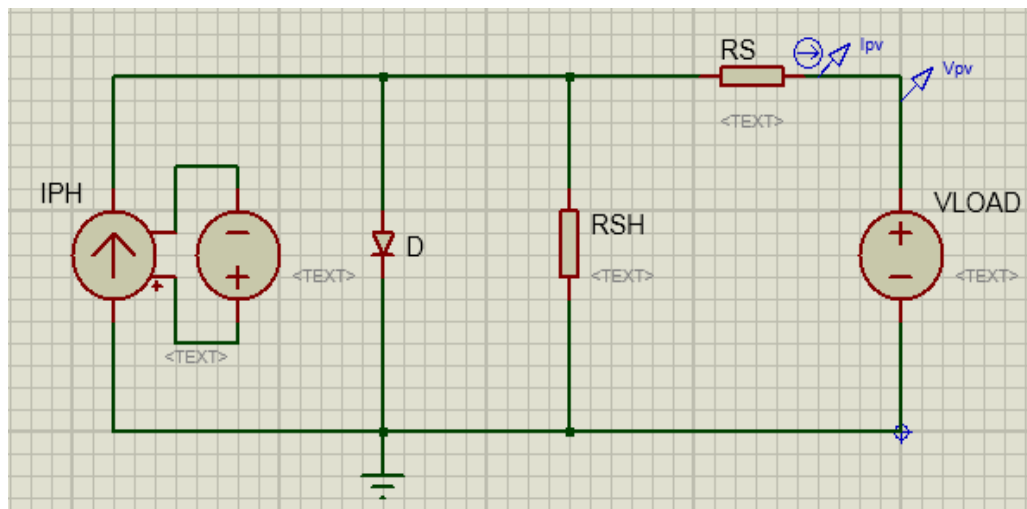 RS
Ipv
Vpv
<TEXT>
IPH
VLOAD
RSH
D
<TEXT>
<TEXT>
<TEXT>
<TEXT>